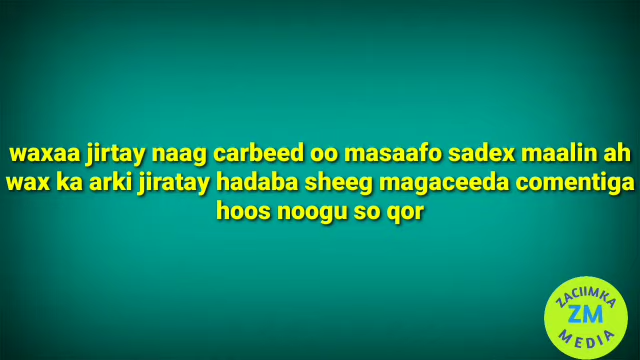 waxaa jirtay naag carbeed oo masaafo sadex maalin ah
wax ka arki jiratay hadaba sheeg magaceeda comentiga
hoos noogu so qor
ZACIIMKA
ZM
MEDIA